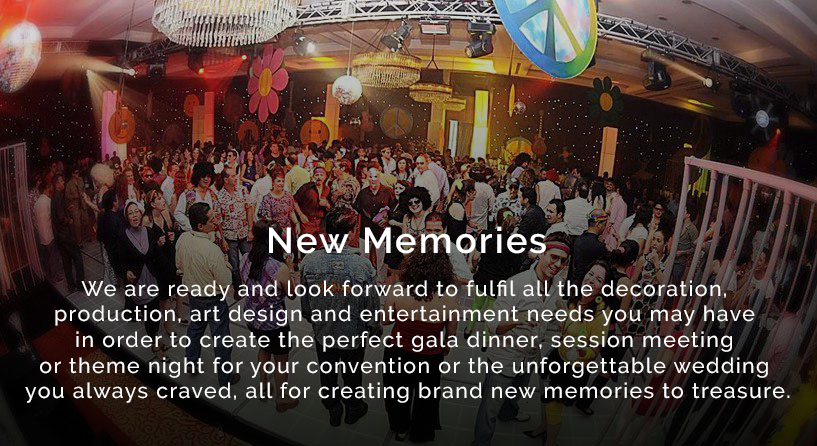 New Memories
We are ready and look forward to fulfil all the decoration,
production, art design and entertainment needs you may have
in order to create the perfect gala dinner, session meeting
or theme night for your convention or the unforgettable wedding
you always craved, all for creating brand new memories to treasure.